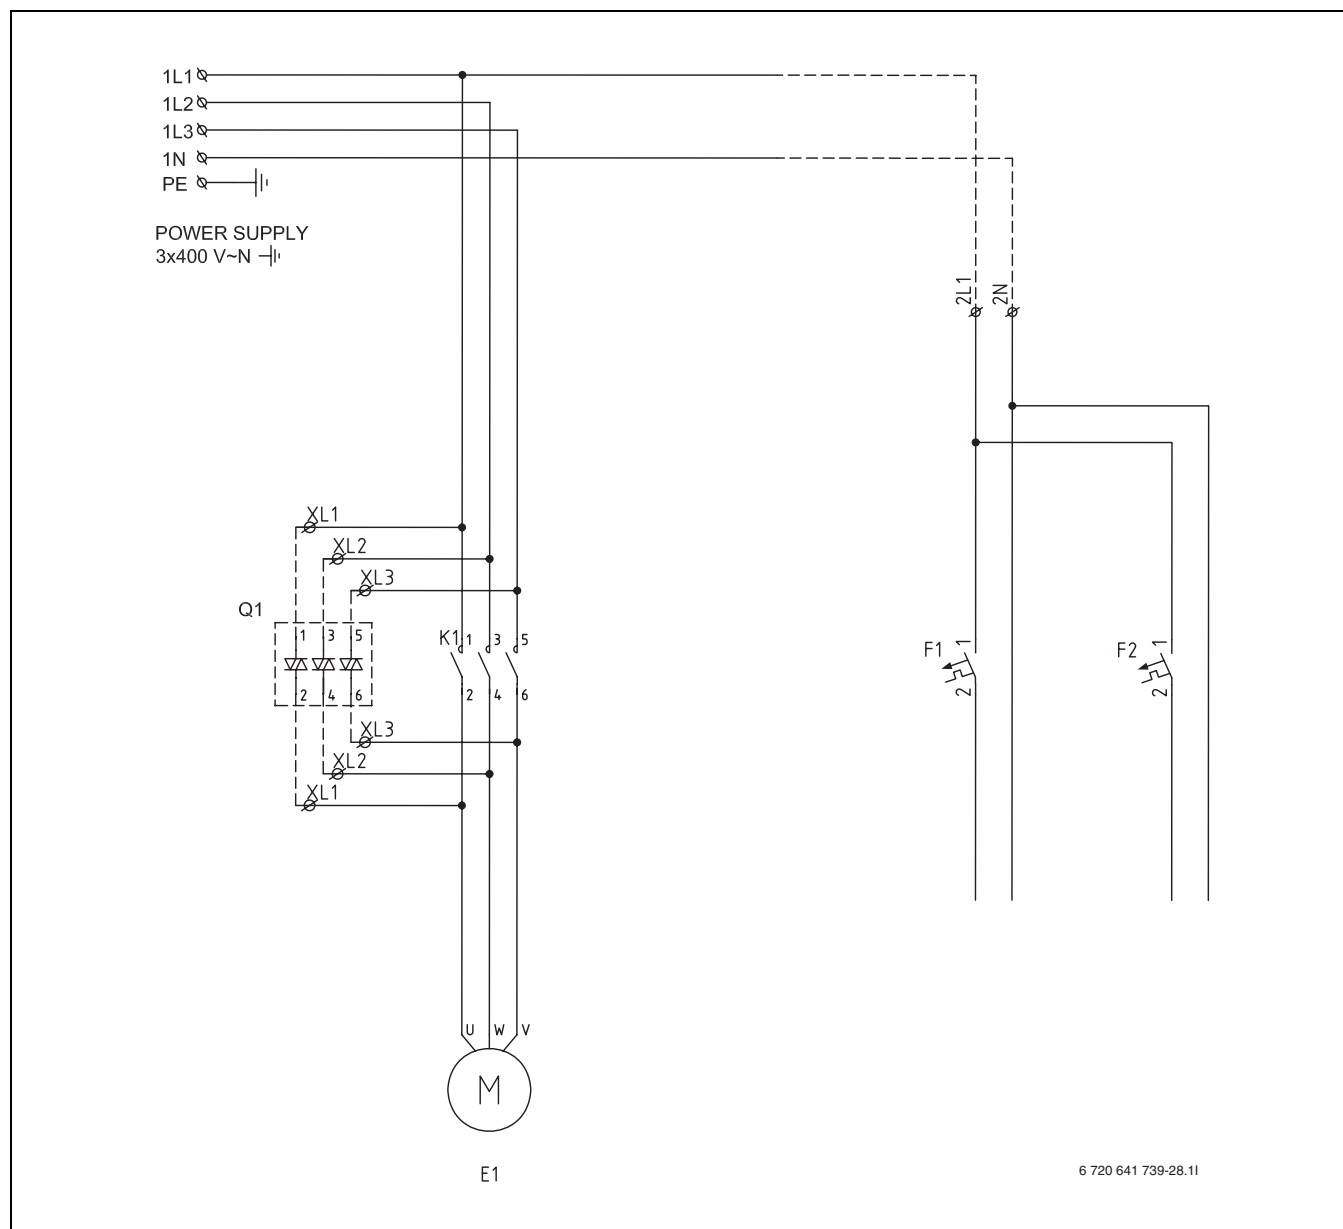 1L1
1L2
1L3
1N
PE
POWER SUPPLY
3x400 V~N
2L1
2N
XL1
XL2
XL3
Q1
1 3 5
2 4 6
K1 1 3 5
2 4 6
F1 1
2
F2 1
2
XL3
XL2
XL1
U W V
M
E1
6 720 641 739-28.1I